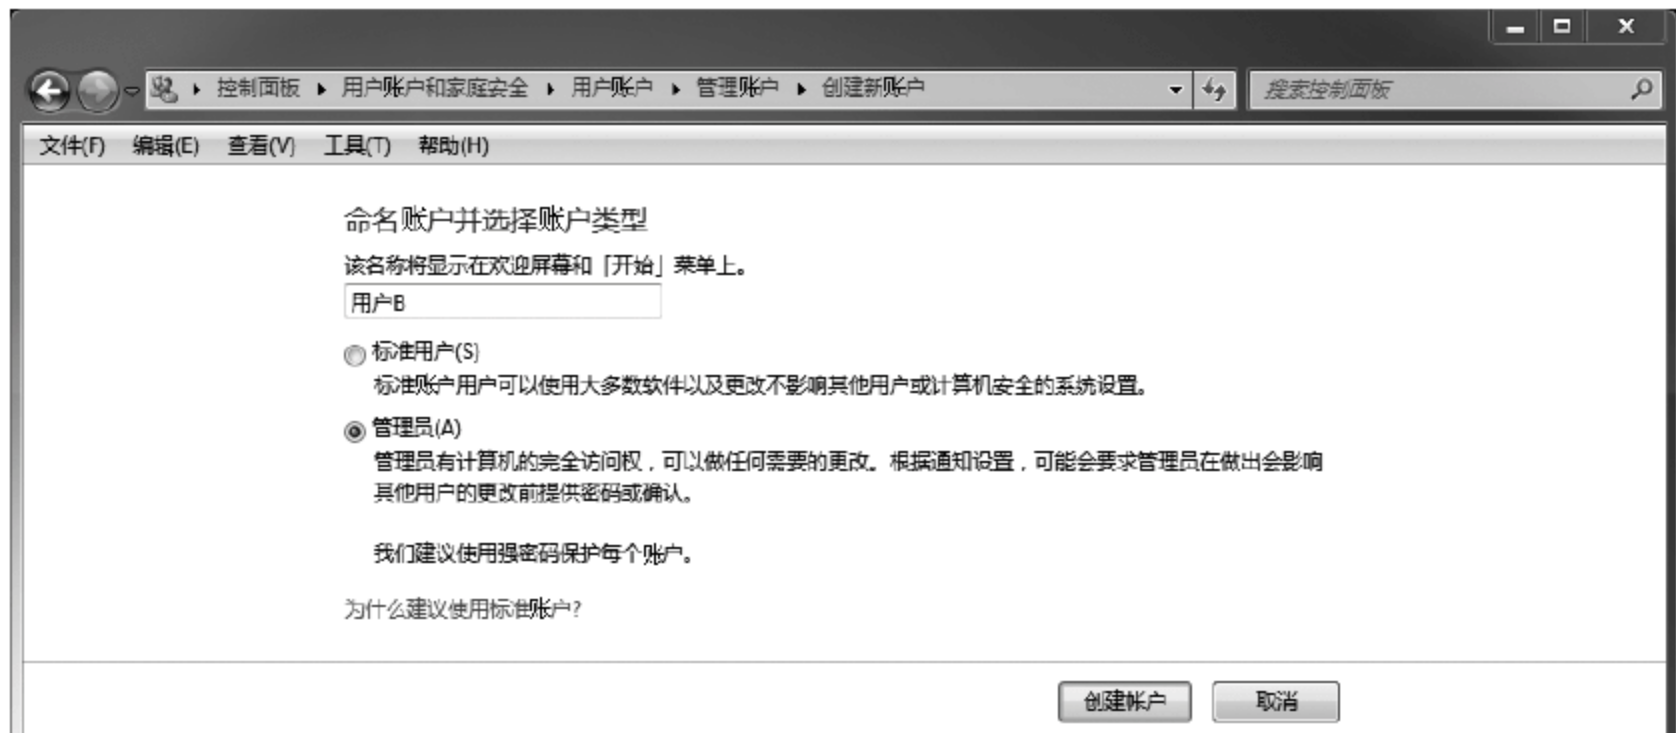 控制面板 ▸ 用户账户和家庭安全 ▸ 用户账户 ▸ 管理账户 ▸ 创建新账户 搜索控制面板
文件(F) 编辑(E) 查看(V) 工具(T) 帮助(H)
命名账户并选择账户类型
该名称将显示在欢迎屏幕和「开始」菜单上。
用户B
标准用户(S)
标准账户用户可以使用大多数软件以及更改不影响其他用户或计算机安全的系统设置。
管理员(A)
管理员有计算机的完全访问权，可以做任何需要的更改。根据通知设置，可能会要求管理员在做出会影响
其他用户的更改前提供密码或确认。
我们建议使用强密码保护每个账户。
为什么建议使用标准账户?
创建帐户 取消